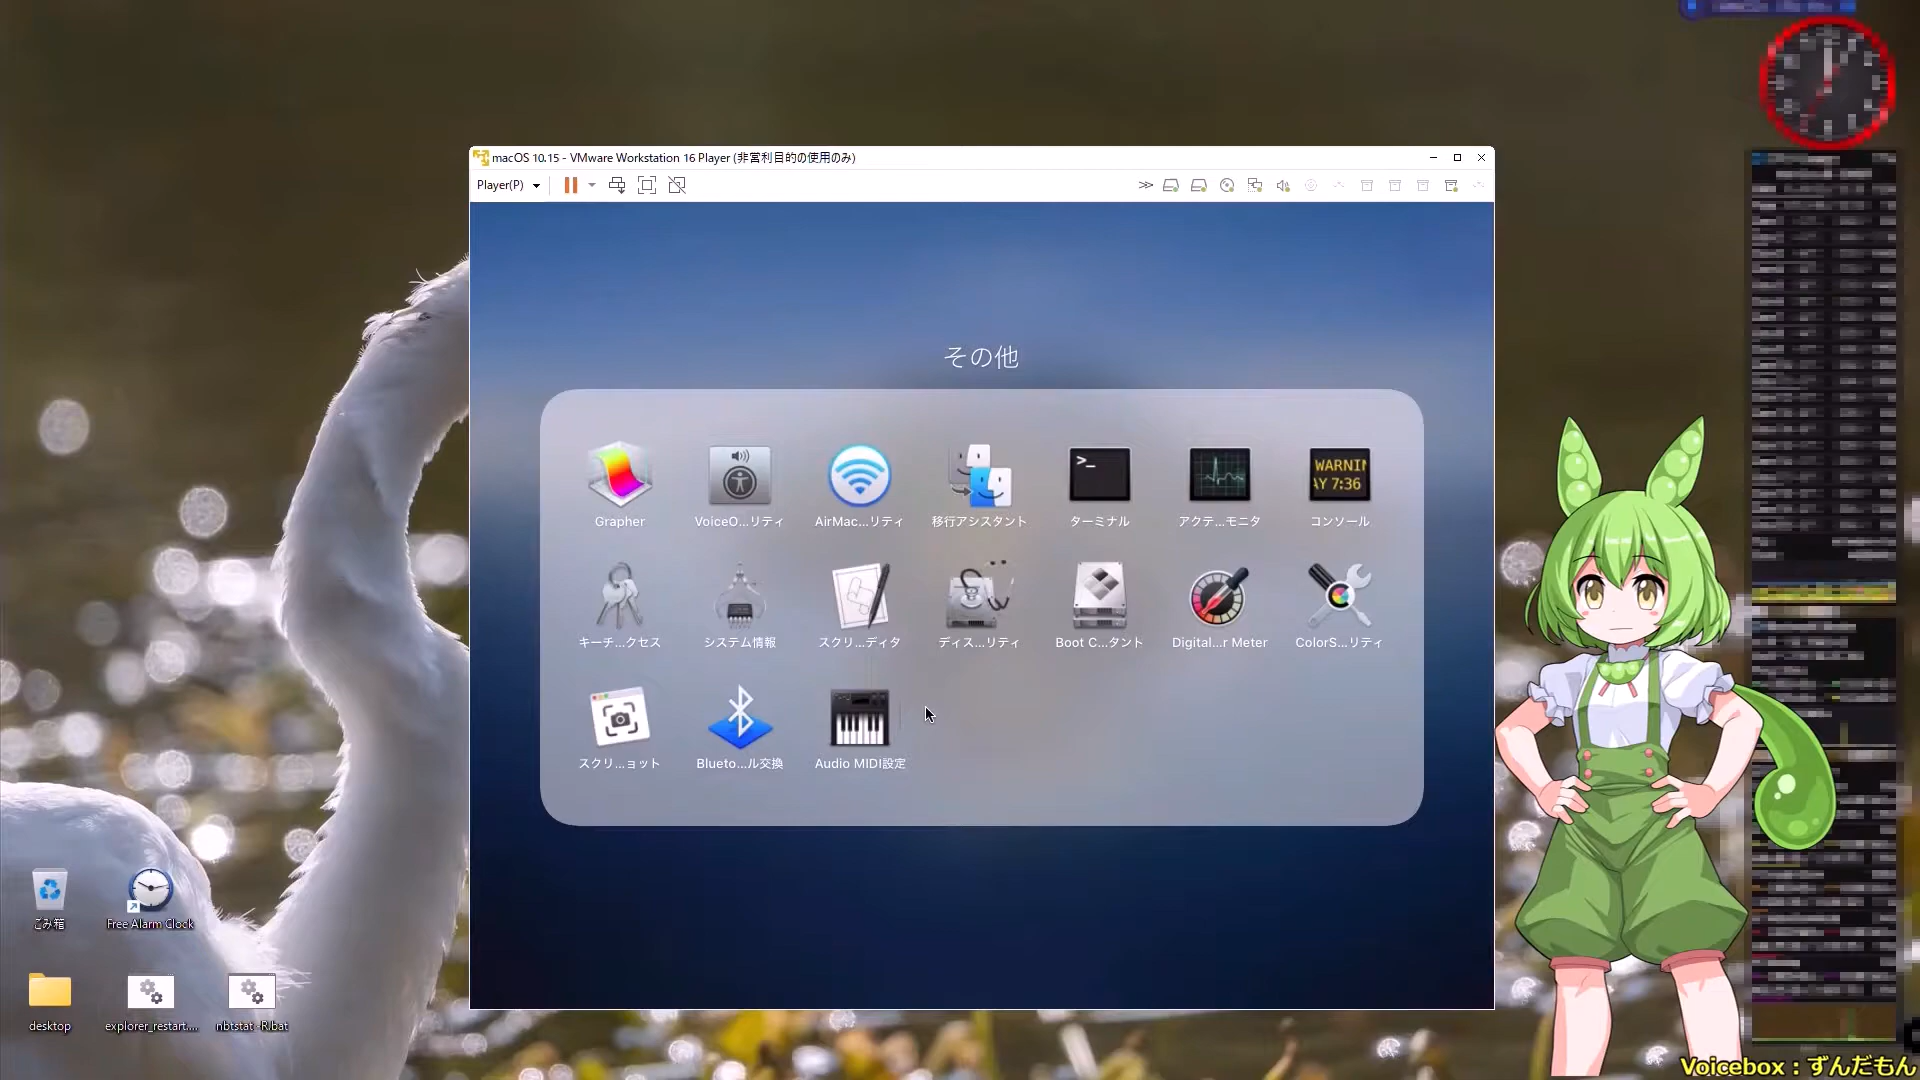 macOS 10.15 - VMware Workstation 16 Player (非営利目的の使用のみ)
Player(P)
その他
Grapher
VoiceO...リティ
AirMac...リティ
移行アシスタント
ターミナル
アクテ...モニタ
コンソール
WARNIN
AY 7:36
キーチ...クセス
システム情報
スクリ...ディタ
ディス...リティ
Boot C...タント
Digital...r Meter
ColorS...リティ
スクリ...ョット
Blueto...ル交換
Audio MIDI設定
ごみ箱
Free Alarm Clock
desktop
explorer_restart....
nbtstat -R.bat
Voicebox：ずんだもん